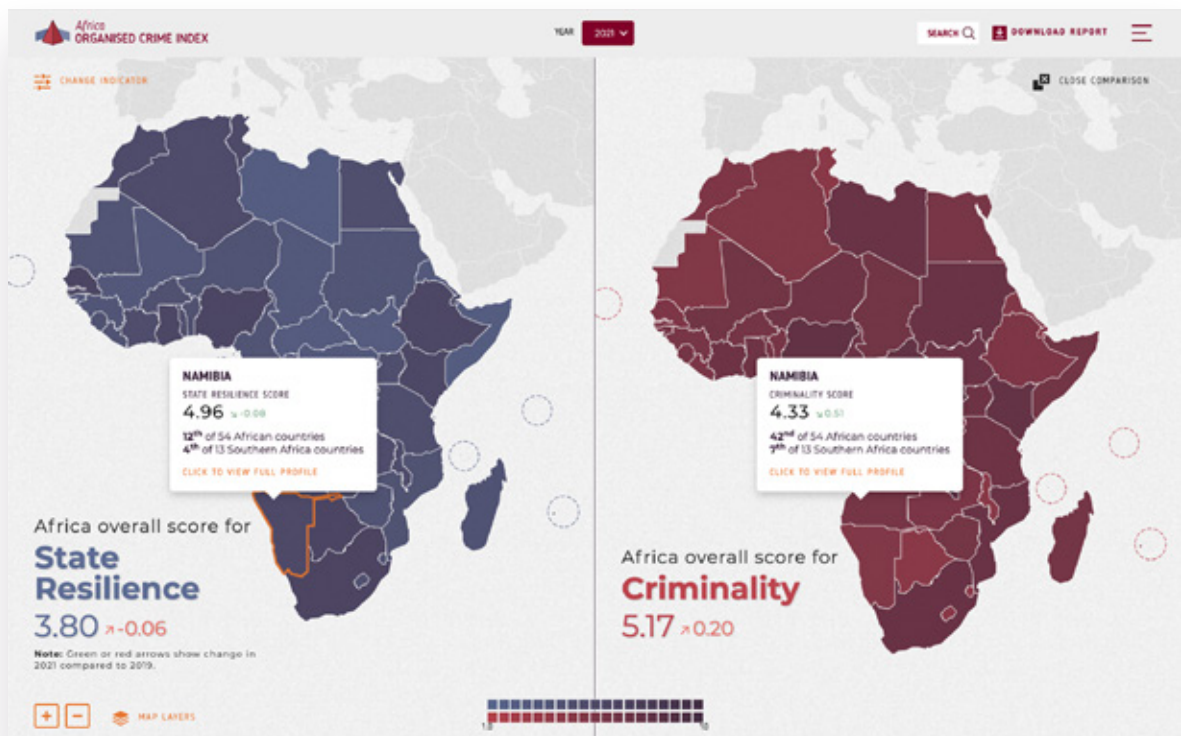 Africa
ORGANISED CRIME INDEX
YEAR
2021
SEARCH
DOWNLOAD REPORT
CHANGE INDICATOR
CLOSE COMPARISON
NAMIBIA
STATE RESILIENCE SCORE
4.96 ↘ -0.08
12th of 54 African countries
4th of 13 Southern Africa countries
CLICK TO VIEW FULL PROFILE
NAMIBIA
CRIMINALITY SCORE
4.33 ↘ 0.51
42nd of 54 African countries
7th of 13 Southern Africa countries
CLICK TO VIEW FULL PROFILE
Africa overall score for
State
Resilience
3.80 ↗ -0.06
Note: Green or red arrows show change in
2021 compared to 2019.
Africa overall score for
Criminality
5.17 ↗ 0.20
MAP LAYERS
10